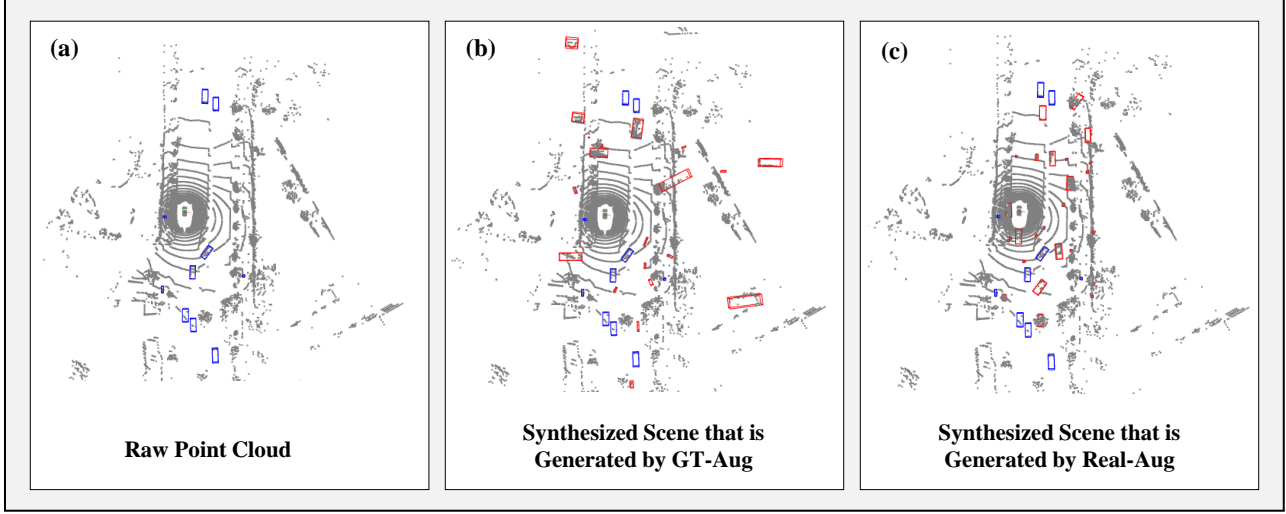 (a)
(b)
(c)
Raw Point Cloud
Synthesized Scene that is
Generated by GT-Aug
Synthesized Scene that is
Generated by Real-Aug